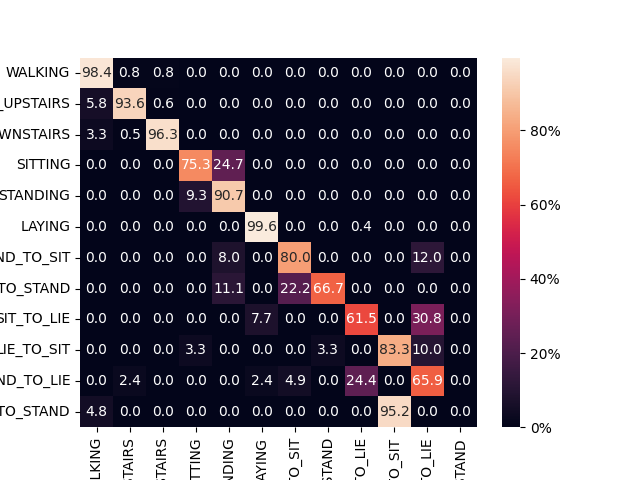 WALKING 98.4 0.8 0.8 0.0 0.0 0.0 0.0 0.0 0.0 0.0 0.0 0.0
_UPSTAIRS 5.8 93.6 0.6 0.0 0.0 0.0 0.0 0.0 0.0 0.0 0.0 0.0
WNSTAIRS 3.3 0.5 96.3 0.0 0.0 0.0 0.0 0.0 0.0 0.0 0.0 0.0
80%
SITTING 0.0 0.0 0.0 75.3 24.7 0.0 0.0 0.0 0.0 0.0 0.0 0.0
STANDING 0.0 0.0 0.0 9.3 90.7 0.0 0.0 0.0 0.0 0.0 0.0 0.0
60%
LAYING 0.0 0.0 0.0 0.0 0.0 99.6 0.0 0.0 0.4 0.0 0.0 0.0
ND_TO_SIT 0.0 0.0 0.0 0.0 8.0 0.0 80.0 0.0 0.0 0.0 12.0 0.0
40%
TO_STAND 0.0 0.0 0.0 0.0 11.1 0.0 22.2 66.7 0.0 0.0 0.0 0.0
SIT_TO_LIE 0.0 0.0 0.0 0.0 0.0 7.7 0.0 0.0 61.5 0.0 30.8 0.0
20%
LIE_TO_SIT 0.0 0.0 0.0 3.3 0.0 0.0 0.0 3.3 0.0 83.3 10.0 0.0
ND_TO_LIE 0.0 2.4 0.0 0.0 0.0 2.4 4.9 0.0 24.4 0.0 65.9 0.0
TO_STAND 4.8 0.0 0.0 0.0 0.0 0.0 0.0 0.0 0.0 95.2 0.0 0.0
0%
LKING
TAIRS
TAIRS
TTING
NDING
AYING
TO_SIT
STAND
TO_LIE
TO_SIT
TO_LIE
STAND